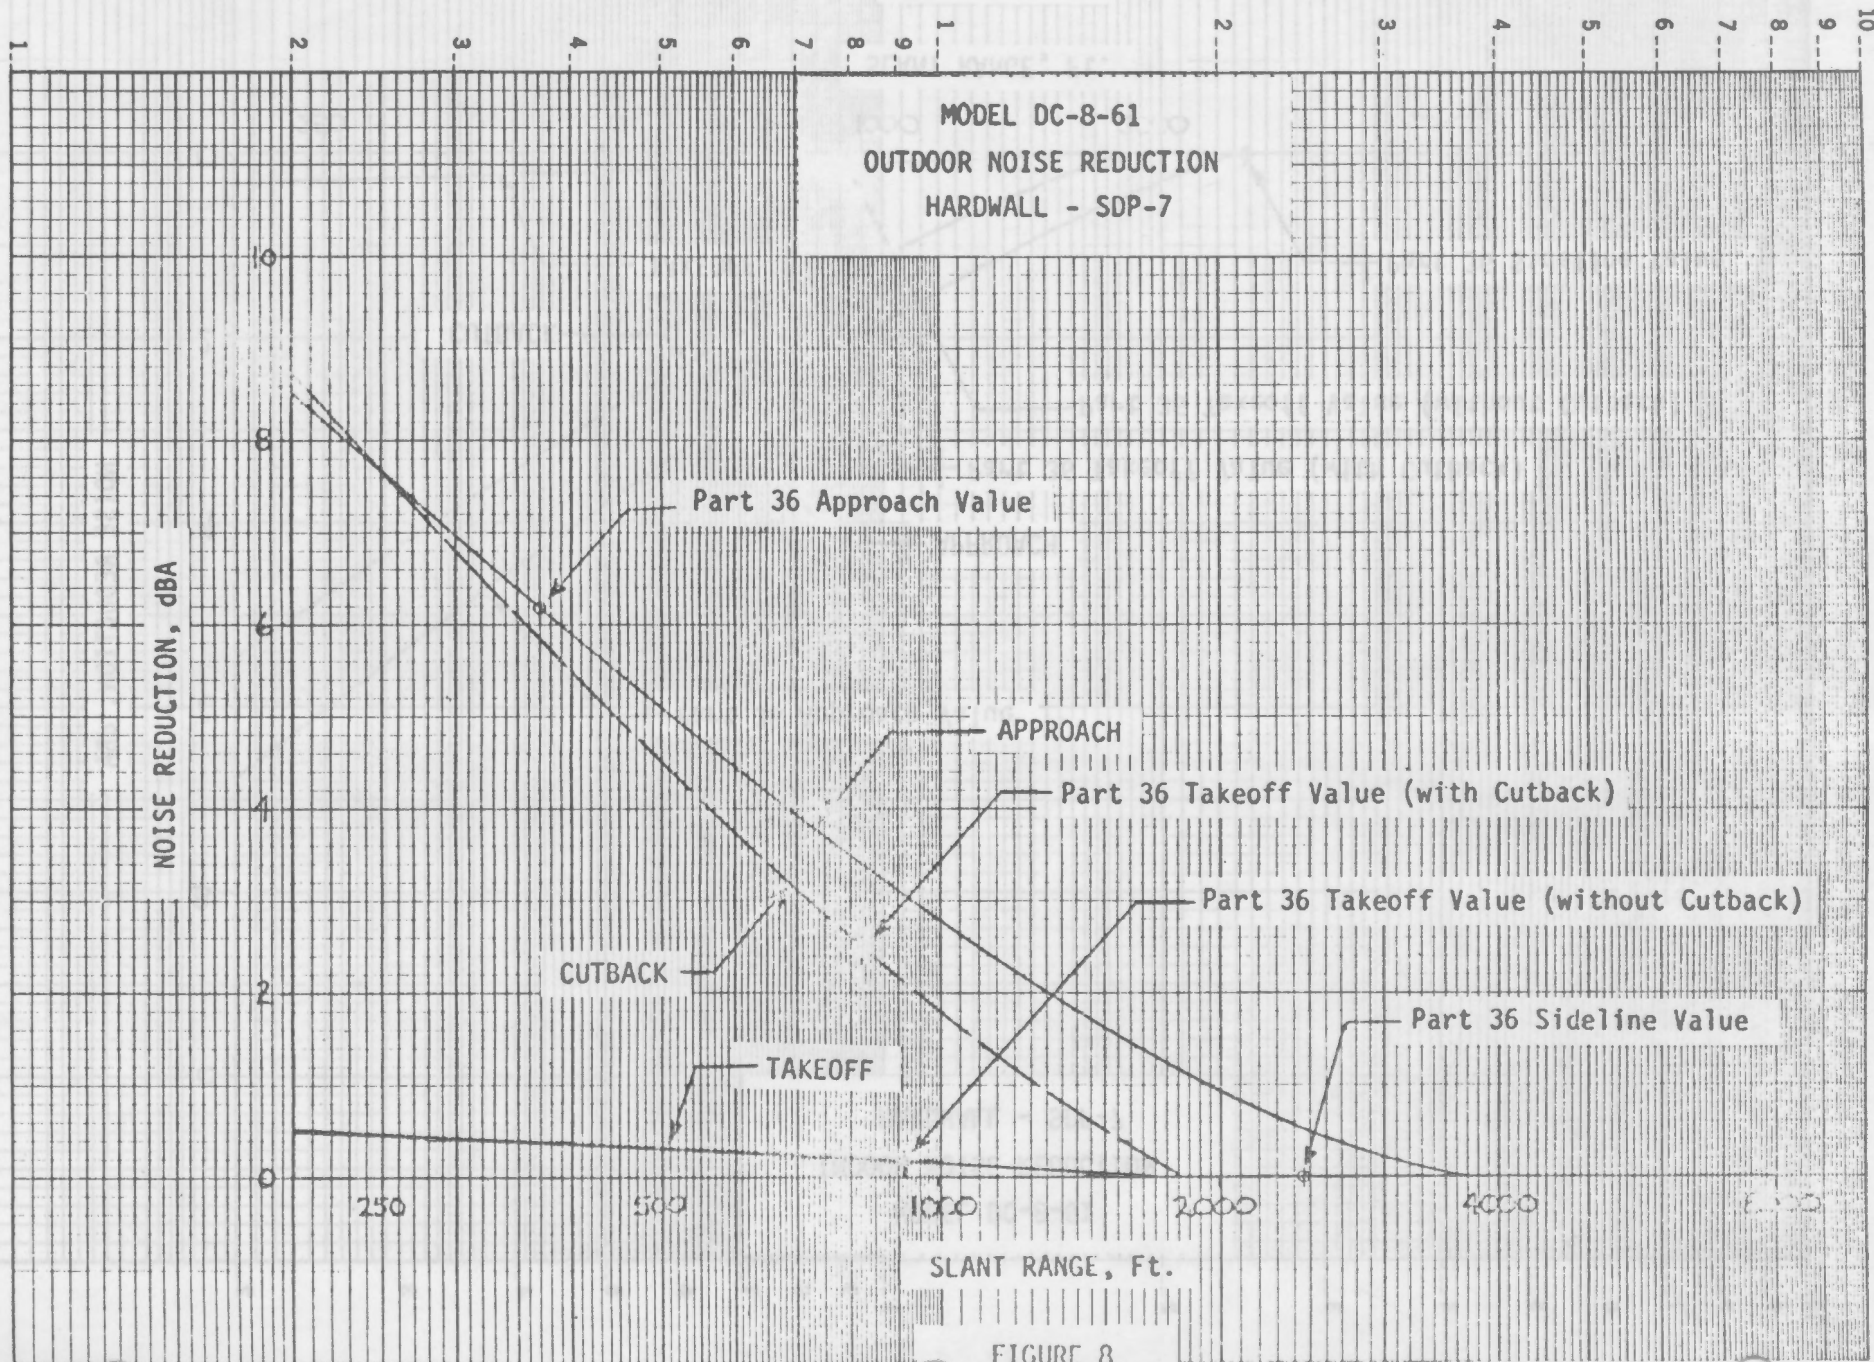 1 2 3 4 5 6 7 8 9 1 2 3 4 5 6 7 8 9 10
MODEL DC-8-61
OUTDOOR NOISE REDUCTION
HARDWALL - SDP-7
10
8
6
4
2
0
NOISE REDUCTION, dBA
Part 36 Approach Value
APPROACH
Part 36 Takeoff Value (with Cutback)
Part 36 Takeoff Value (without Cutback)
CUTBACK
Part 36 Sideline Value
TAKEOFF
250 500 1000 2000 4000
SLANT RANGE, Ft.
FIGURE 8